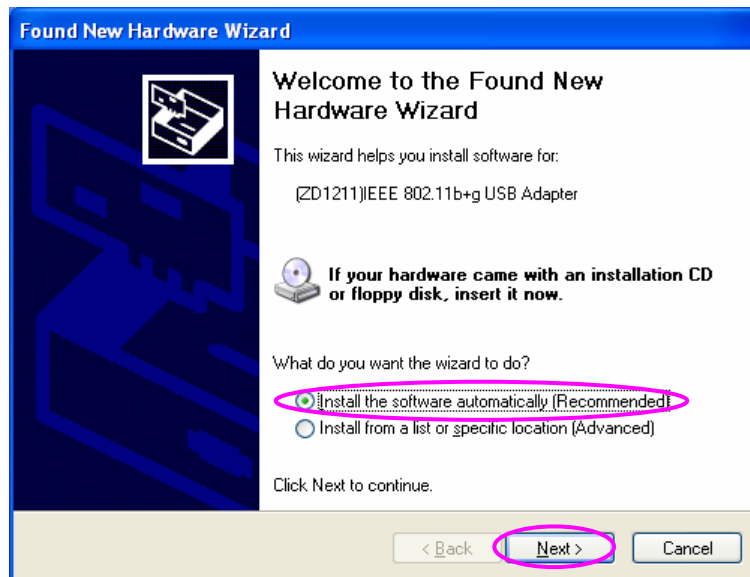 Found New Hardware Wizard
Welcome to the Found New
Hardware Wizard
This wizard helps you install software for:
(ZD1211)IEEE 802.11b+g USB Adapter
If your hardware came with an installation CD
or floppy disk, insert it now.
What do you want the wizard to do?
Install the software automatically (Recommended)
Install from a list or specific location (Advanced)
Click Next to continue.
< Back Next > Cancel